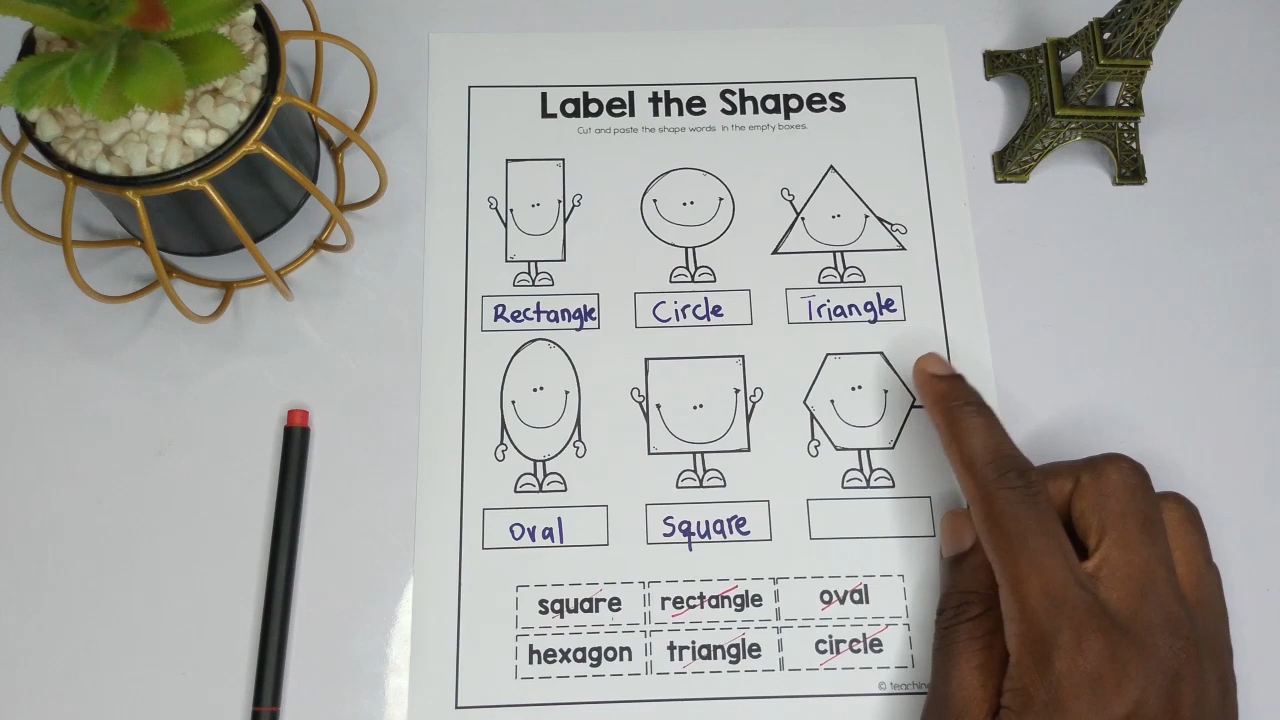 Label the Shapes
Cut and paste the shape words in the empty boxes.
Rectangle Circle Triangle
Oval Square
square rectangle oval
hexagon triangle circle